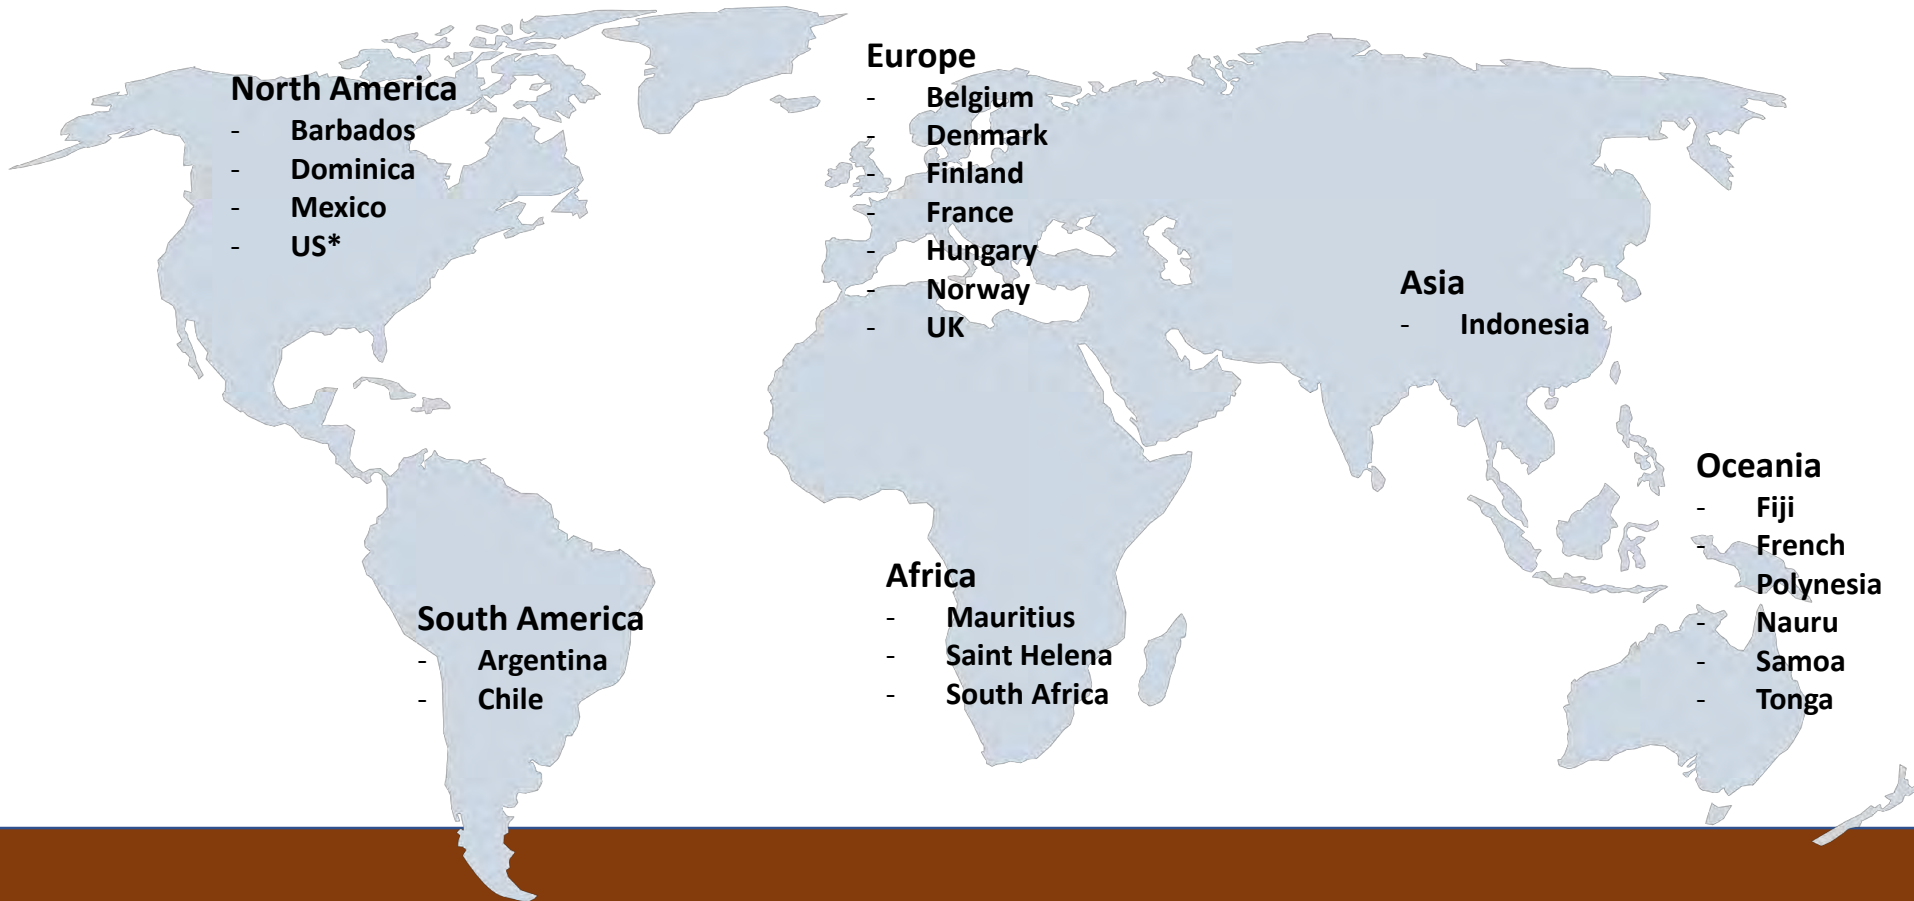 North America
- Barbados
- Dominica
- Mexico
- US*
Europe
- Belgium
- Denmark
- Finland
- France
- Hungary
- Norway
- UK
Asia
- Indonesia
South America
- Argentina
- Chile
Africa
- Mauritius
- Saint Helena
- South Africa
Oceania
- Fiji
- French
Polynesia
- Nauru
- Samoa
- Tonga